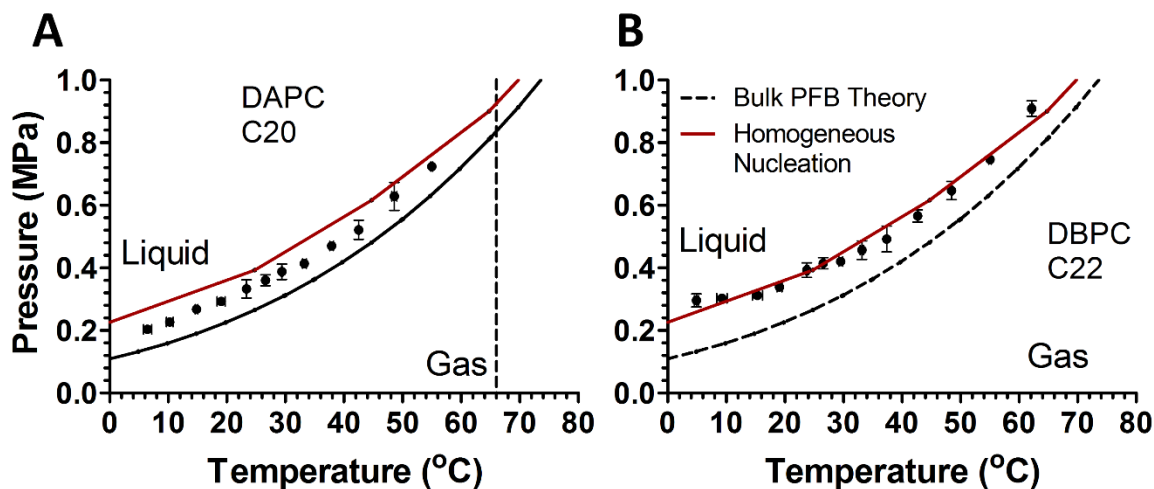 A
B
Pressure (MPa)
1.0
0.8
0.6
0.4
0.2
0.0
DAPC
C20
Liquid
Gas
0 10 20 30 40 50 60 70 80
Temperature (°C)
1.0
0.8
0.6
0.4
0.2
0.0
Bulk PFB Theory
Homogeneous
Nucleation
Liquid
DBPC
C22
Gas
0 10 20 30 40 50 60 70 80
Temperature (°C)